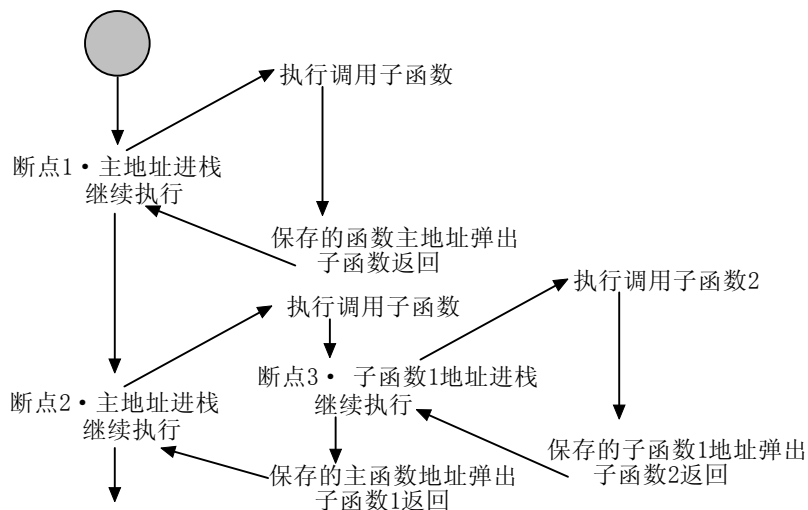 执行调用子函数
断点1·主地址进栈
继续执行
保存的函数主地址弹出
子函数返回
执行调用子函数2
执行调用子函数
断点3· 子函数1地址进栈
继续执行
断点2·主地址进栈
继续执行
保存的子函数1地址弹出
子函数2返回
保存的主函数地址弹出
子函数1返回